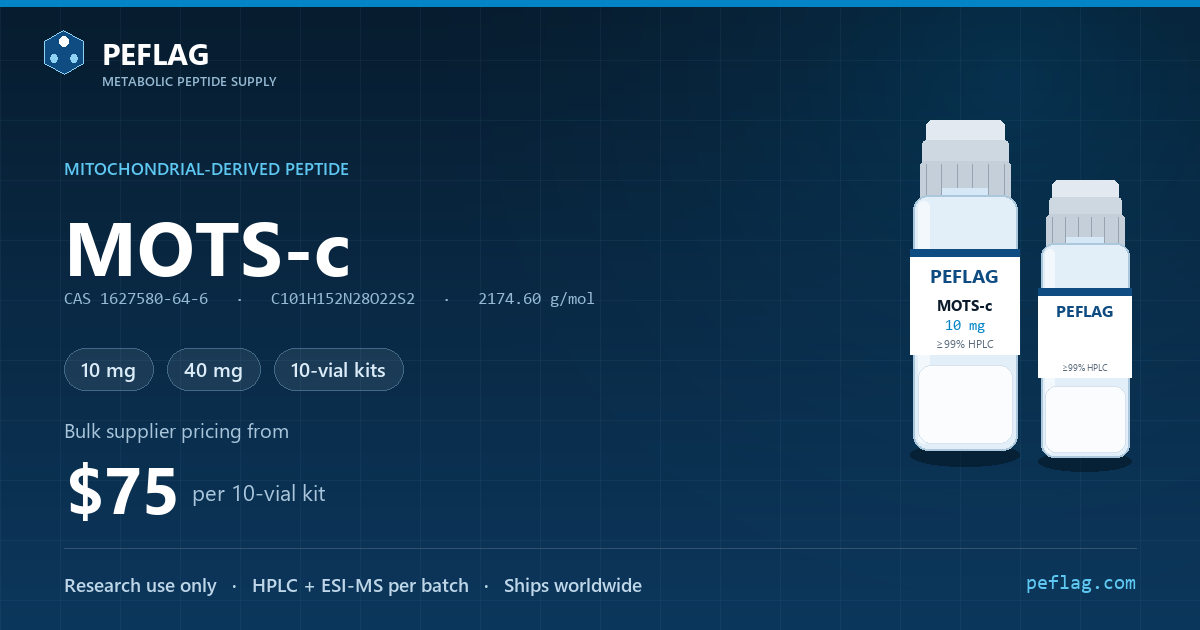 PEFLAG
METABOLIC PEPTIDE SUPPLY
MITOCHONDRIAL-DERIVED PEPTIDE
MOTS-c
CAS 1627580-64-6 · C101H152N28O22S2 · 2174.60 g/mol
10 mg
40 mg
10-vial kits
Bulk supplier pricing from
$75 per 10-vial kit
Research use only · HPLC + ESI-MS per batch · Ships worldwide
peflag.com
PEFLAG
MOTS-c
10 mg
≥99% HPLC
PEFLAG
≥99% HPLC